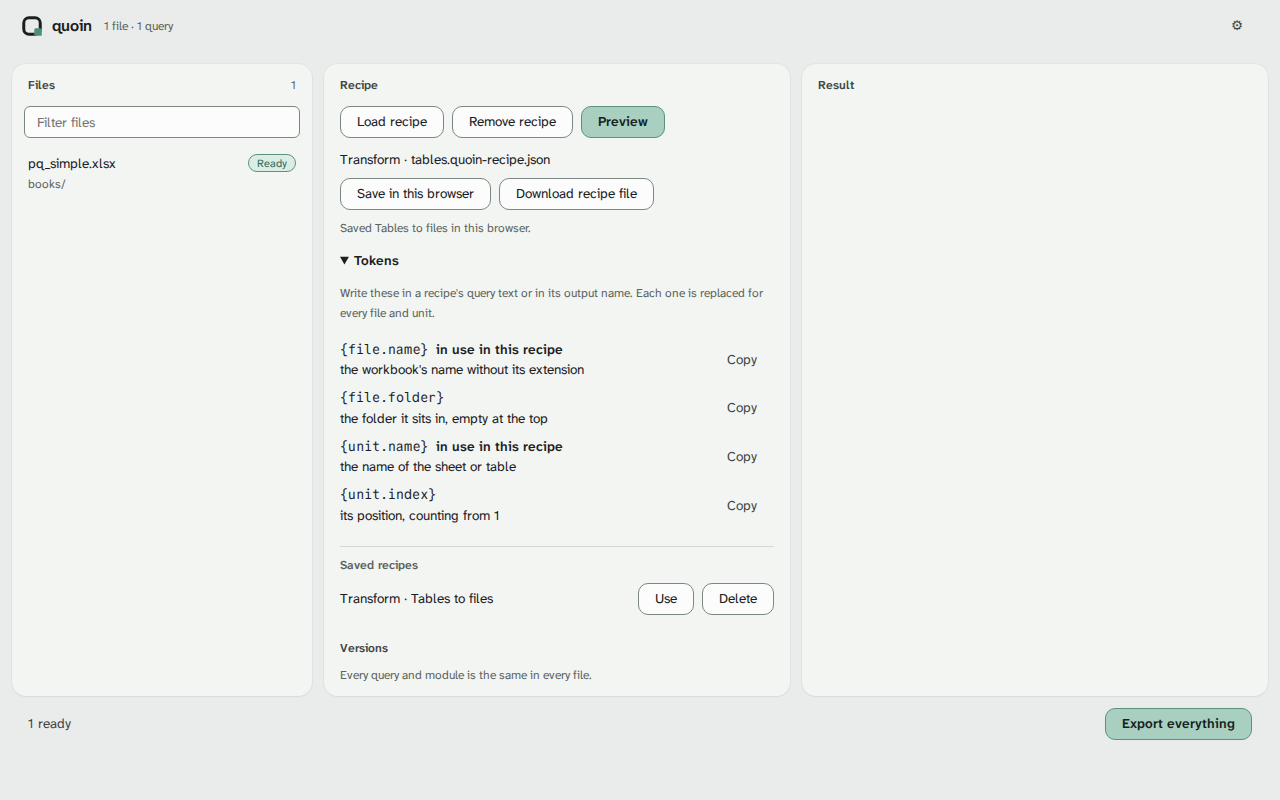 quoin 1 file · 1 query
Files 1
Filter files
pq_simple.xlsx Ready
books/
Recipe
Load recipe Remove recipe Preview
Transform · tables.quoin-recipe.json
Save in this browser Download recipe file
Saved Tables to files in this browser.
▼ Tokens
Write these in a recipe's query text or in its output name. Each one is replaced for
every file and unit.
{file.name} in use in this recipe
the workbook's name without its extension
Copy
{file.folder}
the folder it sits in, empty at the top
Copy
{unit.name} in use in this recipe
the name of the sheet or table
Copy
{unit.index}
its position, counting from 1
Copy
Saved recipes
Transform · Tables to files Use Delete
Versions
Every query and module is the same in every file.
Result
1 ready Export everything